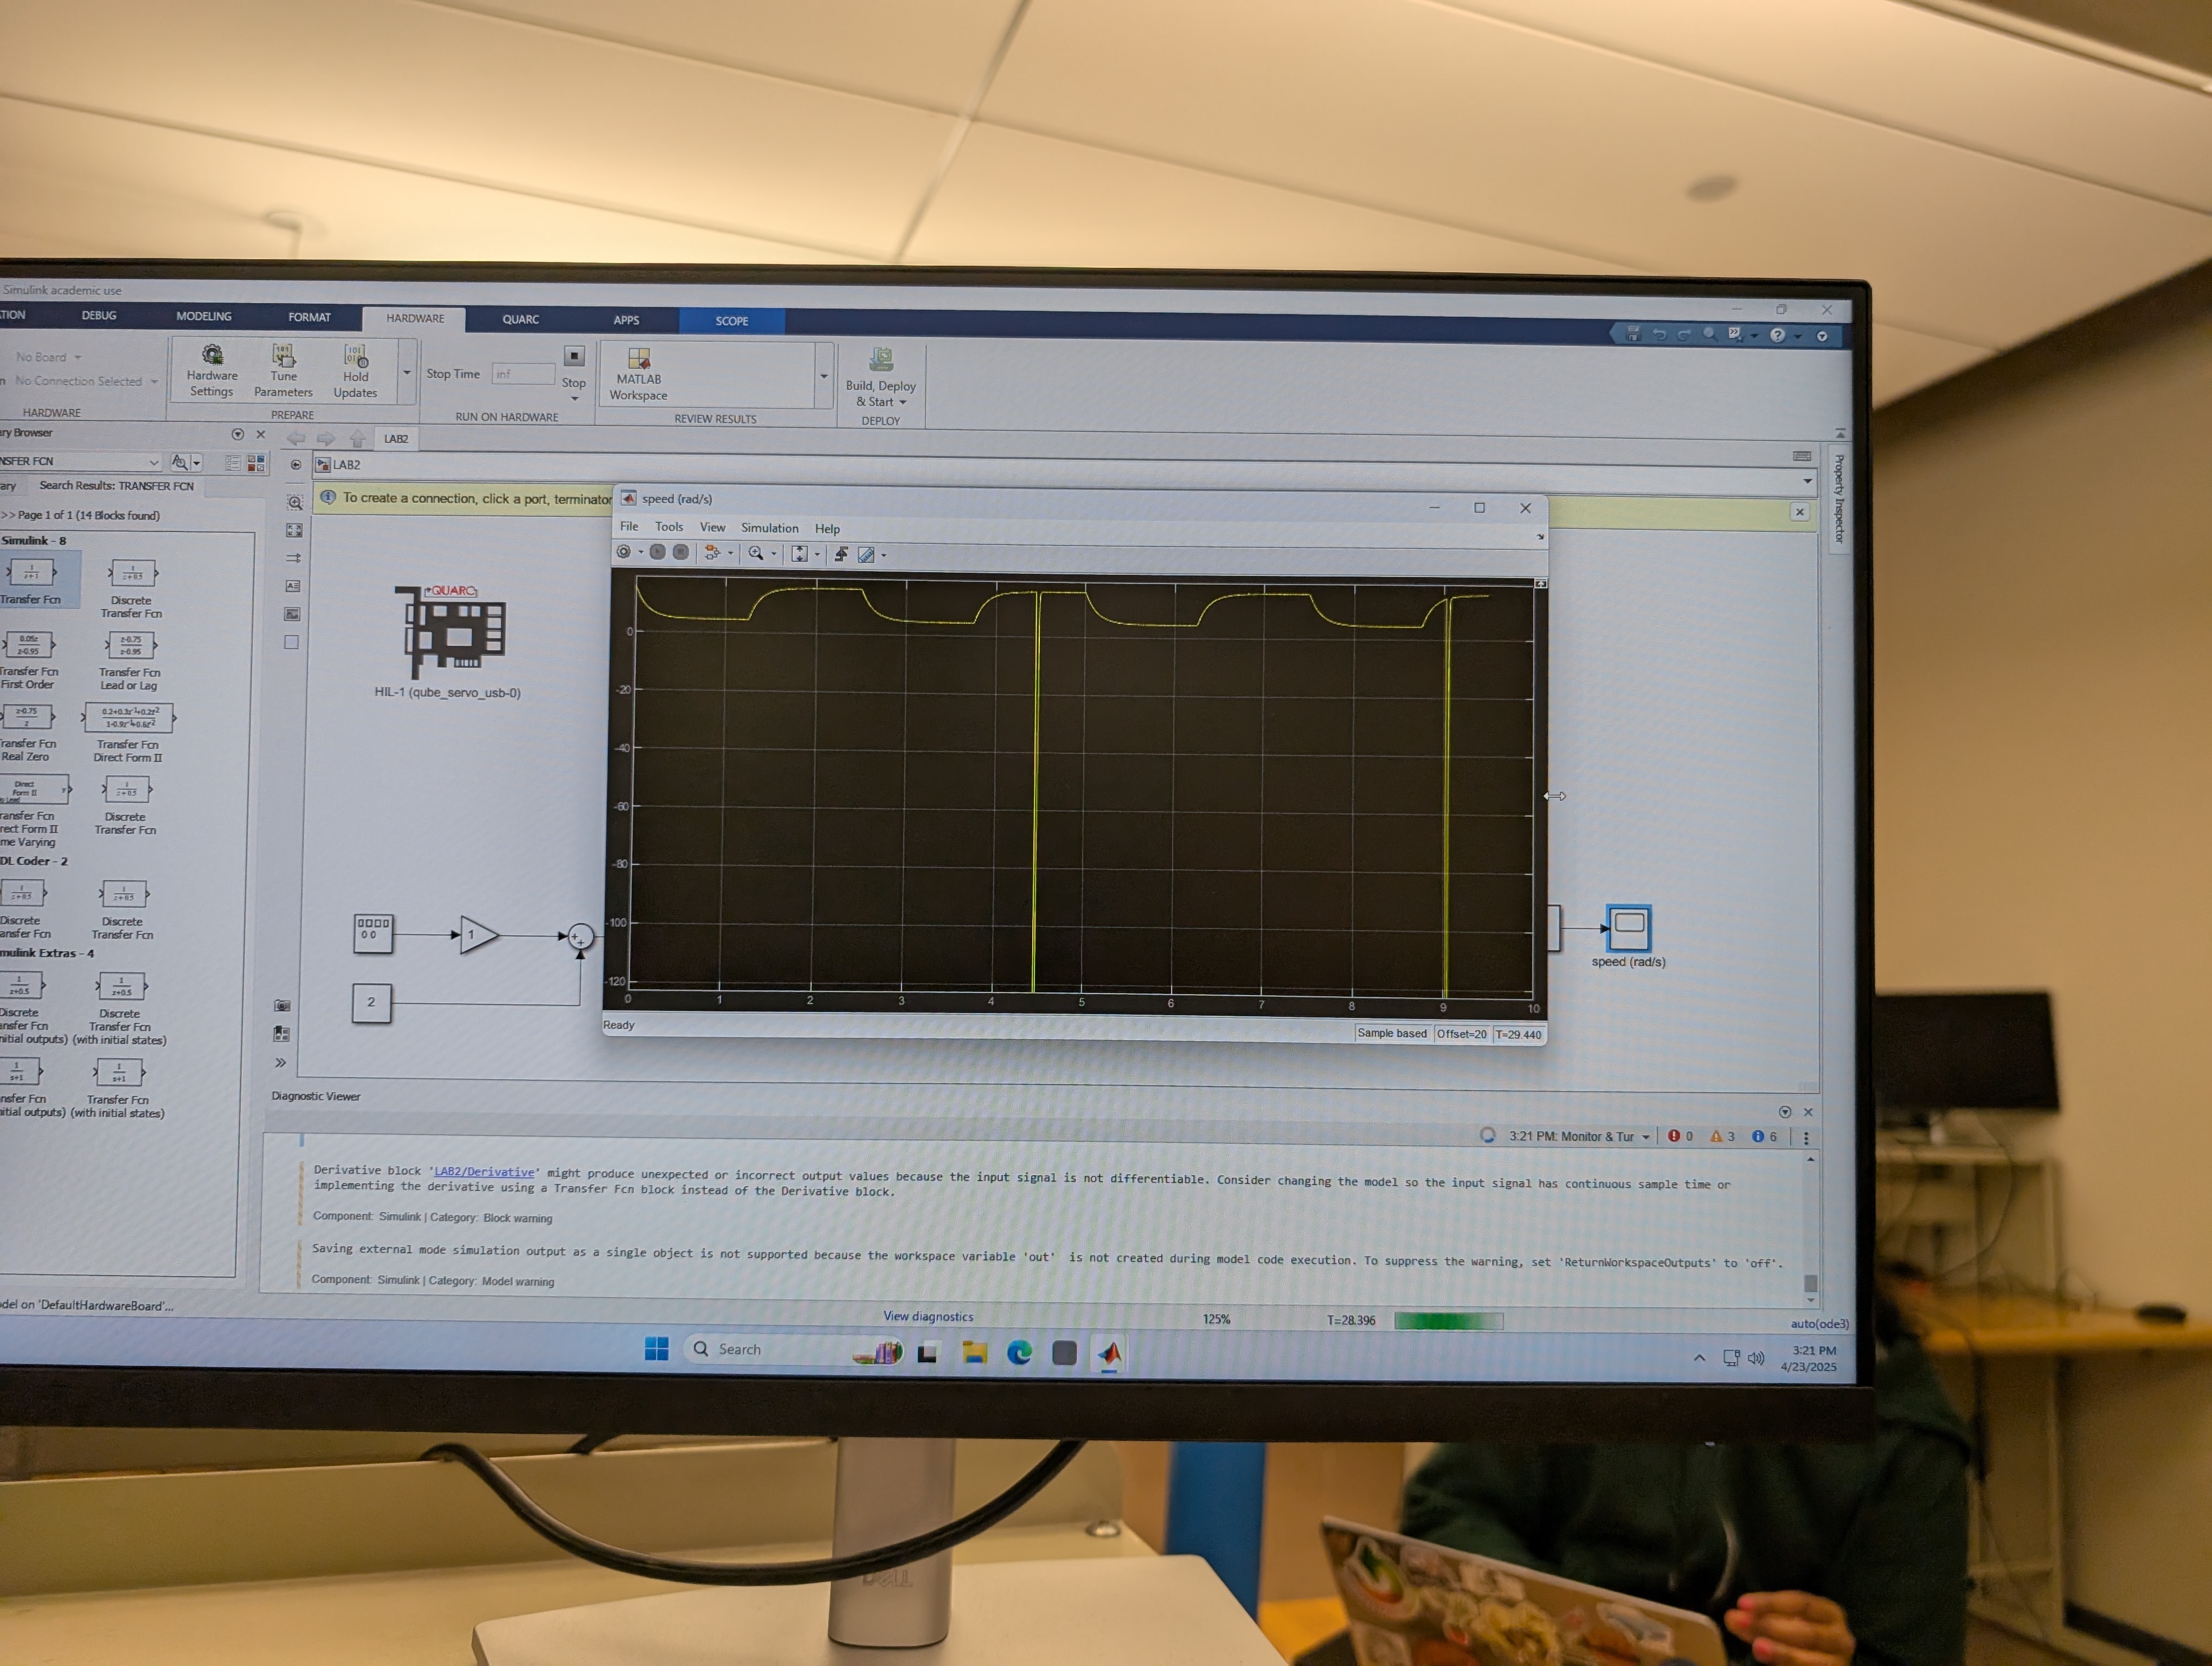 Simulink academic use
TION DEBUG MODELING FORMAT HARDWARE QUARC APPS SCOPE
No Board
No Connection Selected
HARDWARE
Hardware Settings
Tune Parameters
Hold Updates
PREPARE
Stop Time inf
Stop
RUN ON HARDWARE
MATLAB Workspace
REVIEW RESULTS
Build, Deploy & Start
DEPLOY
ry Browser
NSFER FCN
ary Search Results: TRANSFER FCN
>> Page 1 of 1 (14 Blocks found)
Simulink - 8
Transfer Fcn
Discrete Transfer Fcn
ransfer Fcn First Order
Transfer Fcn Lead or Lag
ransfer Fcn Real Zero
Transfer Fcn Direct Form II
ransfer Fcn rect Form II me Varying
Discrete Transfer Fcn
DL Coder - 2
Discrete ansfer Fcn
Discrete Transfer Fcn
mulink Extras - 4
Discrete ansfer Fcn nitial outputs)
Discrete Transfer Fcn (with initial states)
nsfer Fcn itial outputs)
Transfer Fcn (with initial states)
LAB2
LAB2
To create a connection, click a port, terminator
Property Inspector
QUARC
HIL-1 (qube_servo_usb-0)
1
2
speed (rad/s)
File Tools View Simulation Help
0
-20
-40
-60
-80
-100
-120
0 1 2 3 4 5 6 7 8 9 10
Ready
Sample based Offset=20 T=29.440
speed (rad/s)
Diagnostic Viewer
3:21 PM: Monitor & Tur 0 3 6
Derivative block 'LAB2/Derivative' might produce unexpected or incorrect output values because the input signal is not differentiable. Consider changing the model so the input signal has continuous sample time or
implementing the derivative using a Transfer Fcn block instead of the Derivative block.
Component: Simulink | Category: Block warning
Saving external mode simulation output as a single object is not supported because the workspace variable 'out' is not created during model code execution. To suppress the warning, set 'ReturnWorkspaceOutputs' to 'off'.
Component: Simulink | Category: Model warning
del on 'DefaultHardwareBoard'...
View diagnostics 125% T=28.396 auto(ode3)
Search
3:21 PM
4/23/2025
DELL